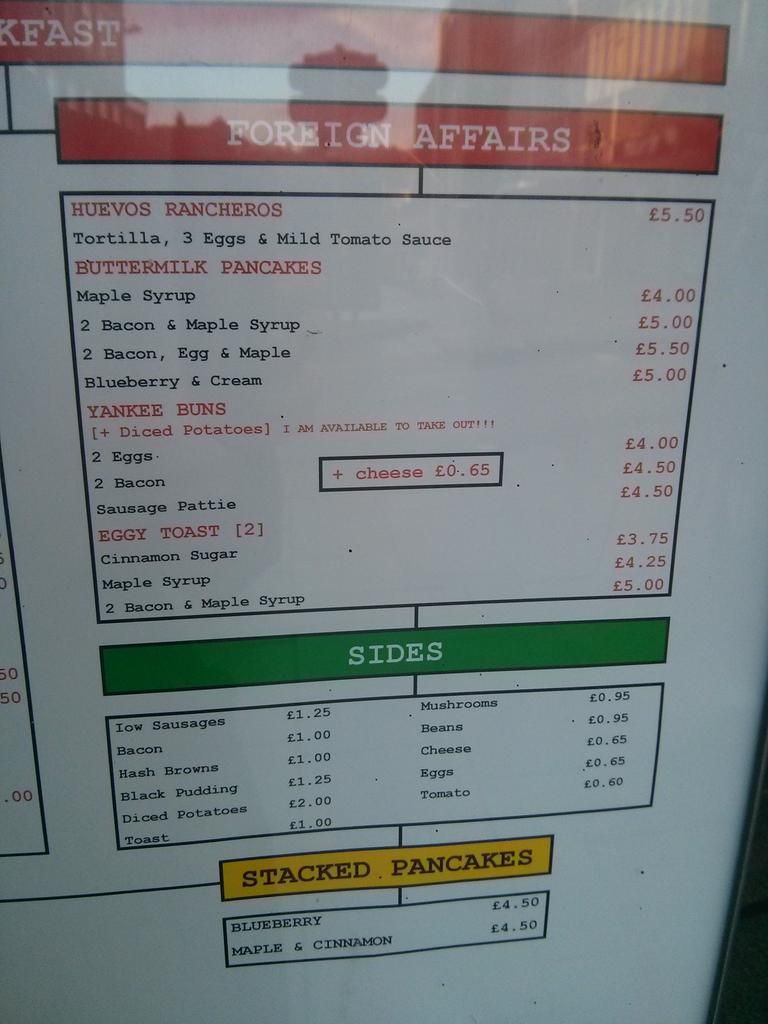 KFAST
FOREIGN AFFAIRS
HUEVOS RANCHEROS £5.50
Tortilla, 3 Eggs & Mild Tomato Sauce
BUTTERMILK PANCAKES
Maple Syrup £4.00
2 Bacon & Maple Syrup £5.00
2 Bacon, Egg & Maple £5.50
Blueberry & Cream £5.00
YANKEE BUNS
[+ Diced Potatoes] I AM AVAILABLE TO TAKE OUT!!!
2 Eggs £4.00
2 Bacon £4.50
+ cheese £0.65
Sausage Pattie £4.50
EGGY TOAST [2]
Cinnamon Sugar £3.75
Maple Syrup £4.25
2 Bacon & Maple Syrup £5.00
SIDES
Iow Sausages £1.25
Bacon £1.00
Hash Browns £1.00
Black Pudding £1.25
Diced Potatoes £2.00
Toast £1.00
Mushrooms £0.95
Beans £0.95
Cheese £0.65
Eggs £0.65
Tomato £0.60
STACKED PANCAKES
BLUEBERRY £4.50
MAPLE & CINNAMON £4.50
50
50
.00